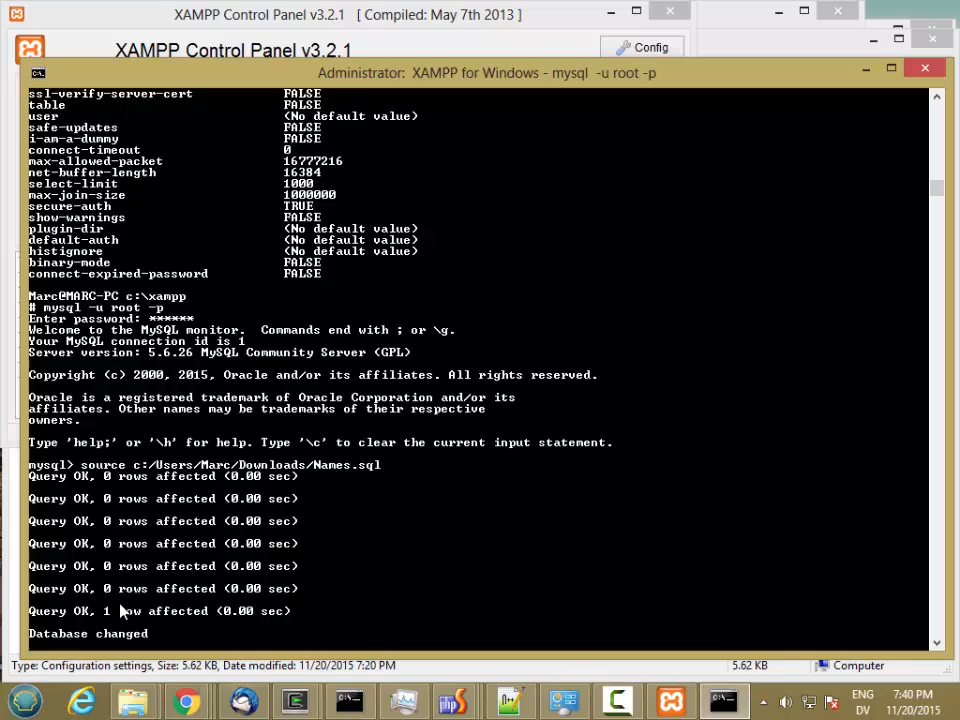 XAMPP Control Panel v3.2.1 [ Compiled: May 7th 2013 ]
XAMPP Control Panel v3.2.1
Config
Administrator: XAMPP for Windows - mysql -u root -p
ssl-verify-server-cert FALSE
table FALSE
user (No default value)
safe-updates FALSE
i-am-a-dummy FALSE
connect-timeout 0
max-allowed-packet 16777216
net-buffer-length 16384
select-limit 1000
max-join-size 1000000
secure-auth TRUE
show-warnings FALSE
plugin-dir (No default value)
default-auth (No default value)
histignore (No default value)
binary-mode FALSE
connect-expired-password FALSE
Marc@MARC-PC c:\xampp
# mysql -u root -p
Enter password: ******
Welcome to the MySQL monitor. Commands end with ; or \g.
Your MySQL connection id is 1
Server version: 5.6.26 MySQL Community Server (GPL)
Copyright (c) 2000, 2015, Oracle and/or its affiliates. All rights reserved.
Oracle is a registered trademark of Oracle Corporation and/or its
affiliates. Other names may be trademarks of their respective
owners.
Type 'help;' or '\h' for help. Type '\c' to clear the current input statement.
mysql> source c:/Users/Marc/Downloads/Names.sql
Query OK, 0 rows affected (0.00 sec)
Query OK, 0 rows affected (0.00 sec)
Query OK, 0 rows affected (0.00 sec)
Query OK, 0 rows affected (0.00 sec)
Query OK, 0 rows affected (0.00 sec)
Query OK, 0 rows affected (0.00 sec)
Query OK, 1 row affected (0.00 sec)
Database changed
Type: Configuration settings, Size: 5.62 KB, Date modified: 11/20/2015 7:20 PM 5.62 KB Computer
ENG 7:40 PM
DV 11/20/2015